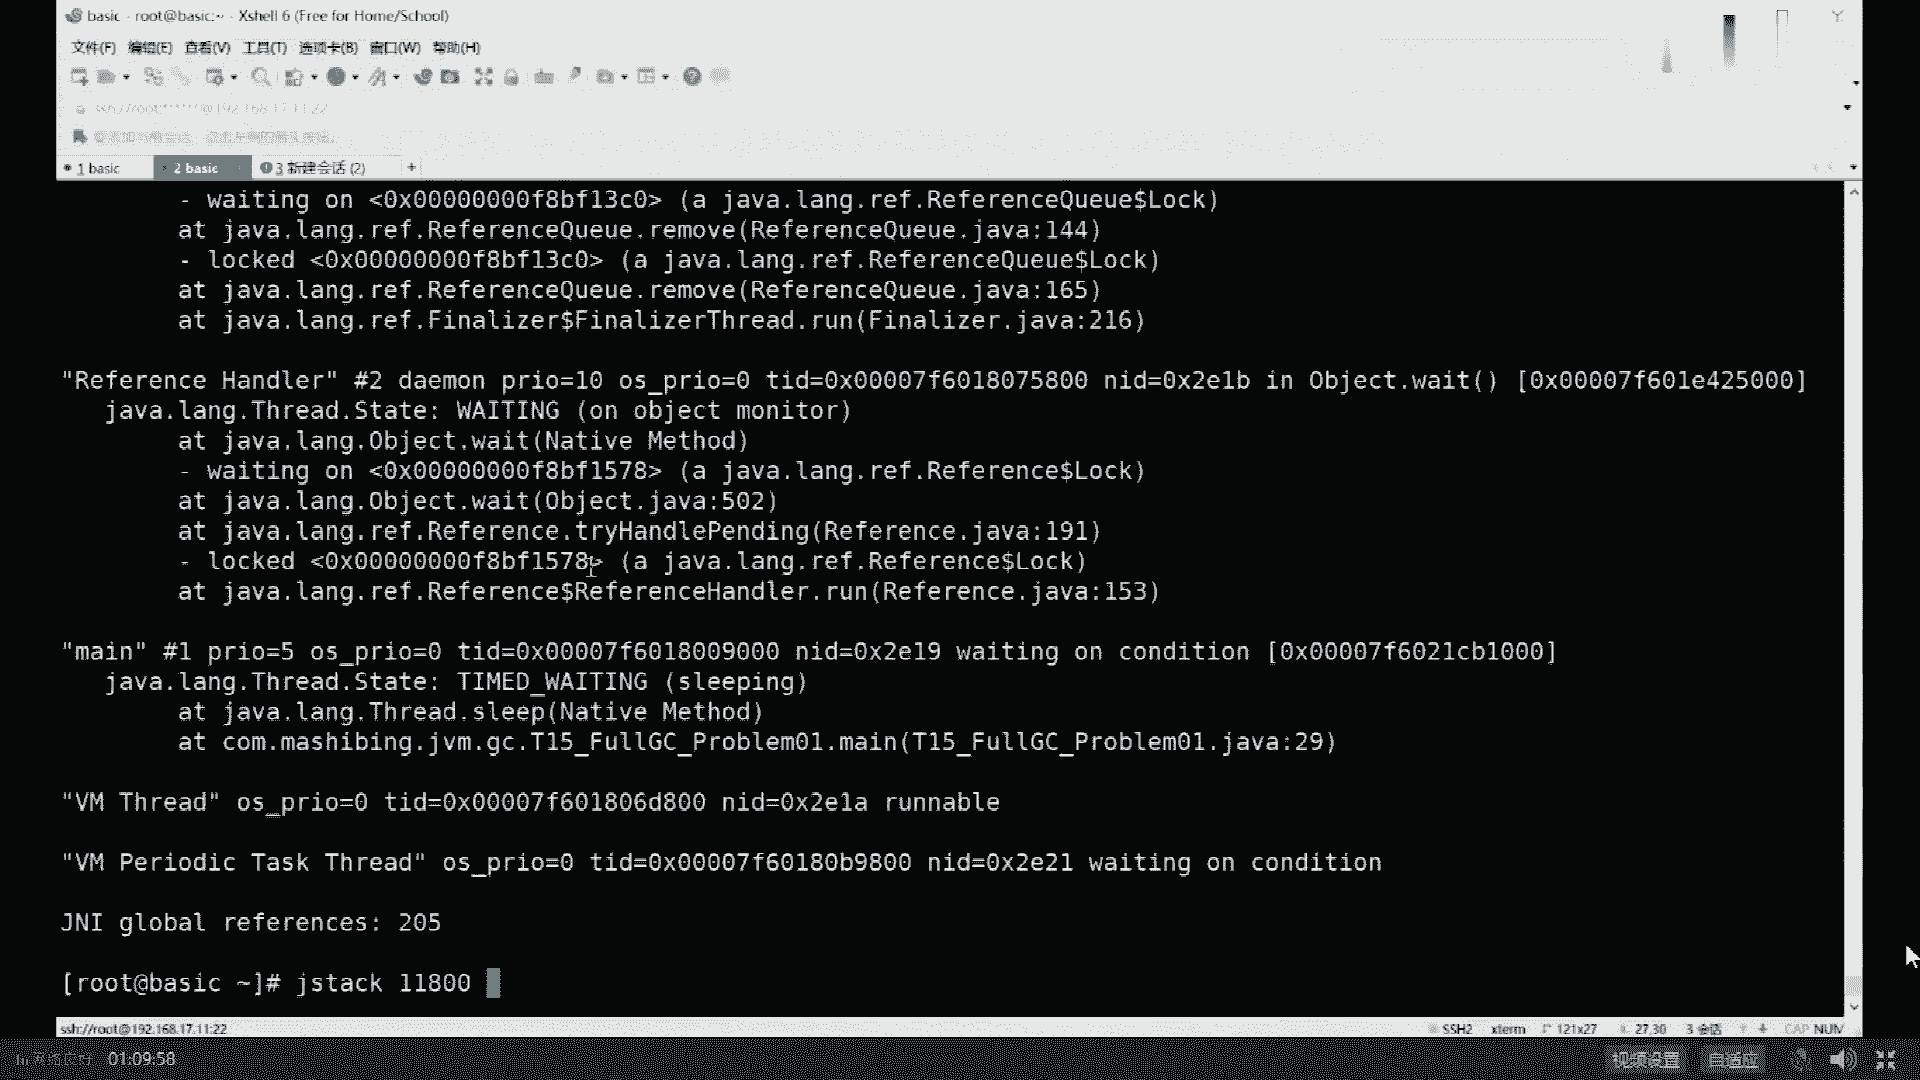 basic - root@basic:~ - Xshell 6 (Free for Home/School)
文件(F) 编辑(E) 查看(V) 工具(T) 选项卡(B) 窗口(W) 帮助(H)
1 basic 2 basic 3 新建会话 (2) +
- waiting on <0x00000000f8bf13c0> (a java.lang.ref.ReferenceQueue$Lock)
at java.lang.ref.ReferenceQueue.remove(ReferenceQueue.java:144)
- locked <0x00000000f8bf13c0> (a java.lang.ref.ReferenceQueue$Lock)
at java.lang.ref.ReferenceQueue.remove(ReferenceQueue.java:165)
at java.lang.ref.Finalizer$FinalizerThread.run(Finalizer.java:216)
"Reference Handler" #2 daemon prio=10 os_prio=0 tid=0x00007f6018075800 nid=0x2e1b in Object.wait() [0x00007f601e425000]
java.lang.Thread.State: WAITING (on object monitor)
at java.lang.Object.wait(Native Method)
- waiting on <0x00000000f8bf1578> (a java.lang.ref.Reference$Lock)
at java.lang.Object.wait(Object.java:502)
at java.lang.ref.Reference.tryHandlePending(Reference.java:191)
- locked <0x00000000f8bf1578> (a java.lang.ref.Reference$Lock)
at java.lang.ref.Reference$ReferenceHandler.run(Reference.java:153)
"main" #1 prio=5 os_prio=0 tid=0x00007f6018009000 nid=0x2e19 waiting on condition [0x00007f6021cb1000]
java.lang.Thread.State: TIMED_WAITING (sleeping)
at java.lang.Thread.sleep(Native Method)
at com.mashibing.jvm.gc.T15_FullGC_Problem01.main(T15_FullGC_Problem01.java:29)
"VM Thread" os_prio=0 tid=0x00007f601806d800 nid=0x2e1a runnable
"VM Periodic Task Thread" os_prio=0 tid=0x00007f60180b9800 nid=0x2e21 waiting on condition
JNI global references: 205
[root@basic ~]# jstack 11800
ssh://root@192.168.17.11:22 SSH2 xterm 121x27 27,30 3 会话 CAP NUM
01:09:58 视频设置 自适应